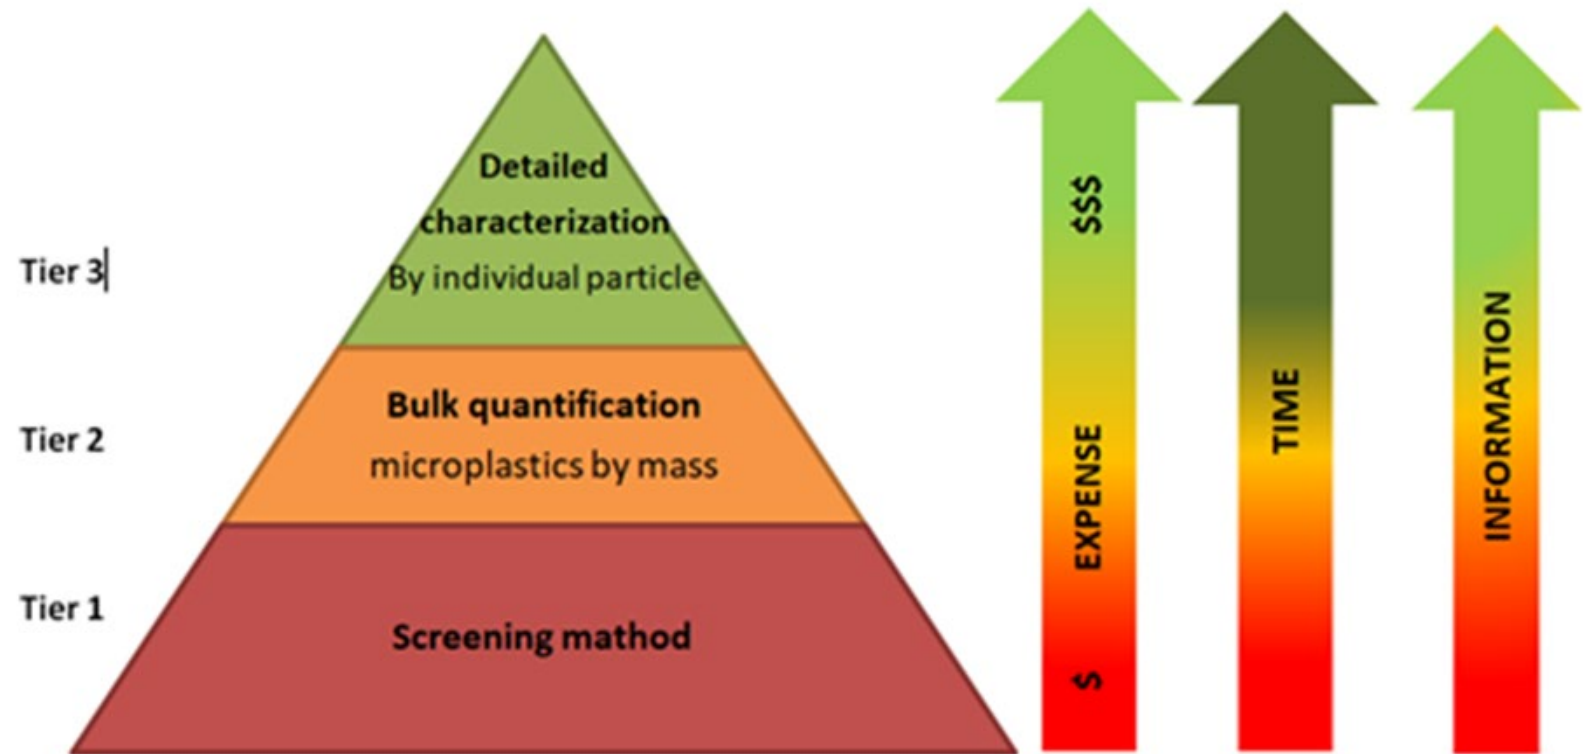 Detailed
characterization
By individual particle
Tier 3
Bulk quantification
microplastics by mass
Tier 2
Screening mathod
Tier 1
$$$
EXPENSE
$
TIME
INFORMATION